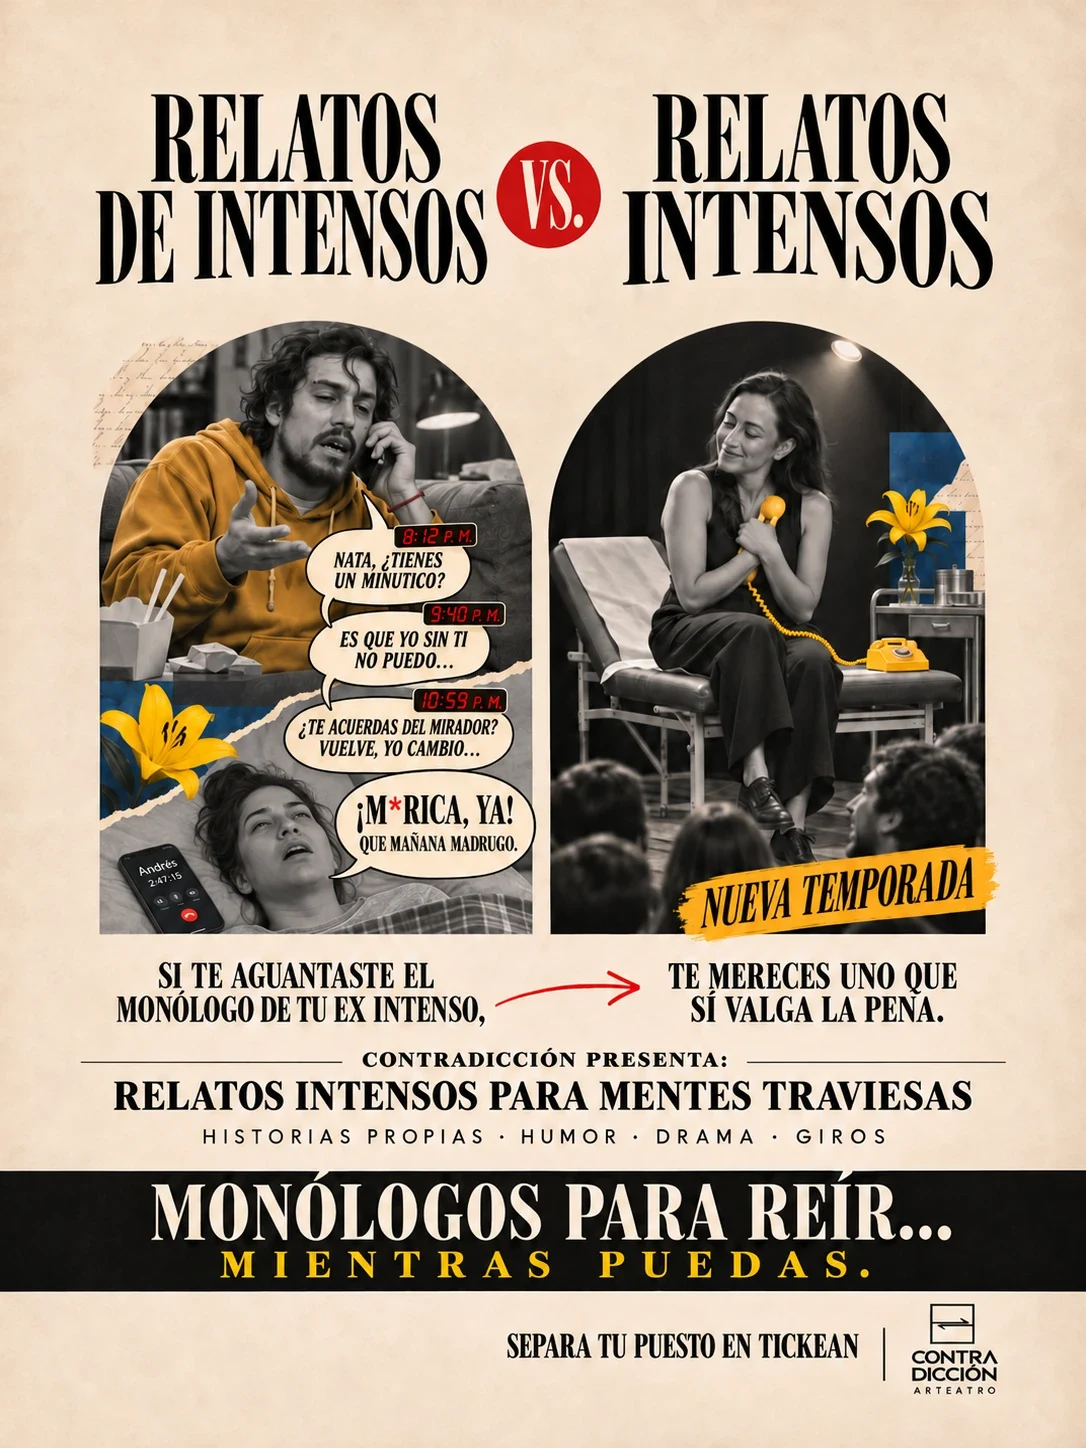 RELATOS
DE INTENSOS
VS.
RELATOS
INTENSOS
8:12 P. M.
NATA, ¿TIENES
UN MINUTICO?
9:40 P. M.
ES QUE YO SIN TI
NO PUEDO...
10:59 P. M.
¿TE ACUERDAS DEL MIRADOR?
VUELVE, YO CAMBIO...
¡M*RICA, YA!
QUE MAÑANA MADRUGO.
Andrés
2:47:15
NUEVA TEMPORADA
SI TE AGUANTASTE EL
MONÓLOGO DE TU EX INTENSO,
TE MERECES UNO QUE
SÍ VALGA LA PENA.
CONTRADICCIÓN PRESENTA:
RELATOS INTENSOS PARA MENTES TRAVIESAS
HISTORIAS PROPIAS · HUMOR · DRAMA · GIROS
MONÓLOGOS PARA REÍR...
MIENTRAS PUEDAS.
SEPARA TU PUESTO EN TICKEAN
CONTRA
DICCIÓN
ARTEATRO